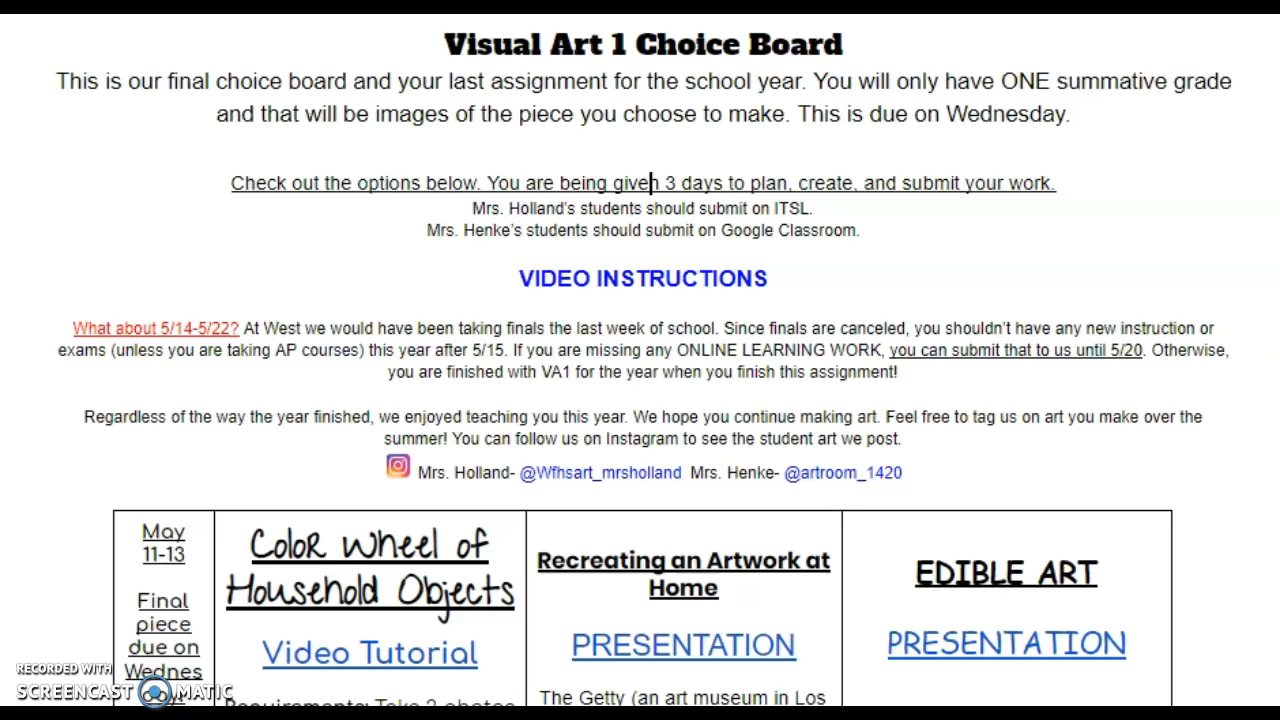 Visual Art 1 Choice Board
This is our final choice board and your last assignment for the school year. You will only have ONE summative grade
and that will be images of the piece you choose to make. This is due on Wednesday.
Check out the options below. You are being given 3 days to plan, create, and submit your work.
Mrs. Holland's students should submit on ITSL.
Mrs. Henke's students should submit on Google Classroom.
VIDEO INSTRUCTIONS
What about 5/14-5/22? At West we would have been taking finals the last week of school. Since finals are canceled, you shouldn't have any new instruction or
exams (unless you are taking AP courses) this year after 5/15. If you are missing any ONLINE LEARNING WORK, you can submit that to us until 5/20. Otherwise,
you are finished with VA1 for the year when you finish this assignment!
Regardless of the way the year finished, we enjoyed teaching you this year. We hope you continue making art. Feel free to tag us on art you make over the
summer! You can follow us on Instagram to see the student art we post.
Mrs. Holland- @Wfhsart_mrsholland Mrs. Henke- @artroom_1420
May
11-13
Final
piece
due on
Wednes
Color Wheel of
Household Objects
Video Tutorial
Requirements: Take 2 photos
Recreating an Artwork at
Home
PRESENTATION
The Getty (an art museum in Los
EDIBLE ART
PRESENTATION
RECORDED WITH
SCREENCAST MATIC